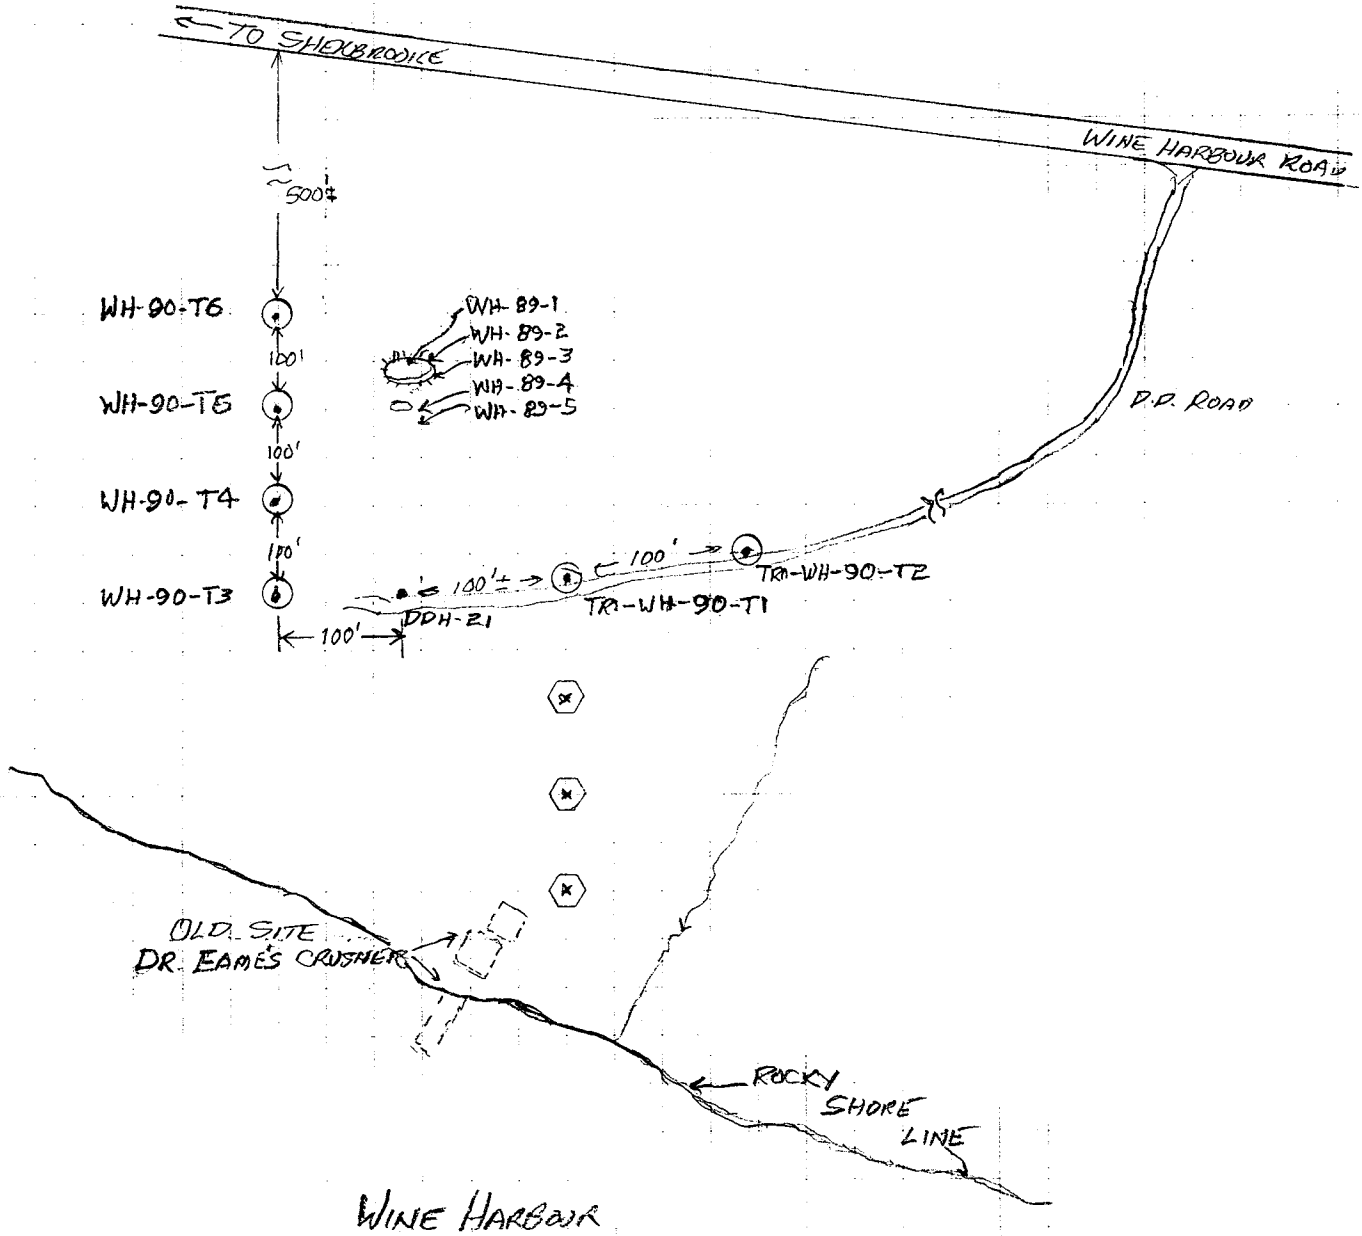 ← TO SHERBROOKE
WINE HARBOUR ROAD
500'±
WH-90-T6
100'
WH-90-T5
100'
WH-90-T4
100'
WH-90-T3
100'
WH-89-1
WH-89-2
WH-89-3
WH-89-4
WH-89-5
D.D. ROAD
100'
TRI-WH-90-T2
100'±
TRI-WH-90-T1
DDH-21
OLD SITE
DR. EAME'S CRUSHER
ROCKY
SHORE
LINE
WINE HARBOUR